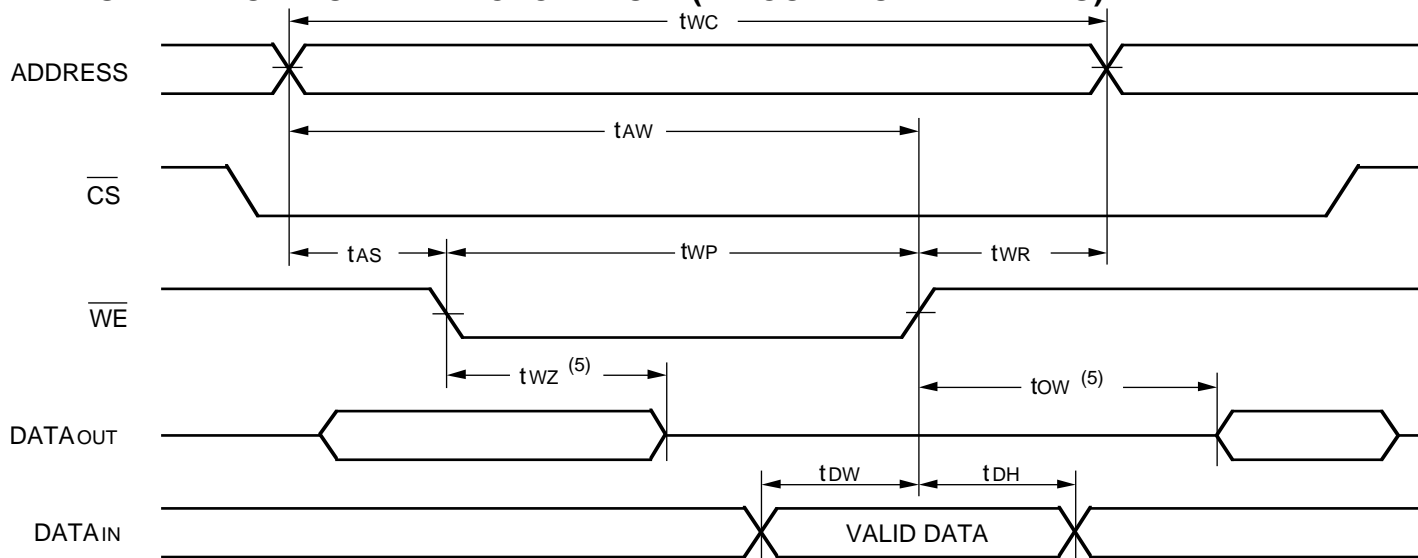 tWC
ADDRESS
tAW
CS
tAS
tWP
tWR
WE
tWZ (5)
tOW (5)
DATAOUT
tDW
tDH
DATAIN
VALID DATA